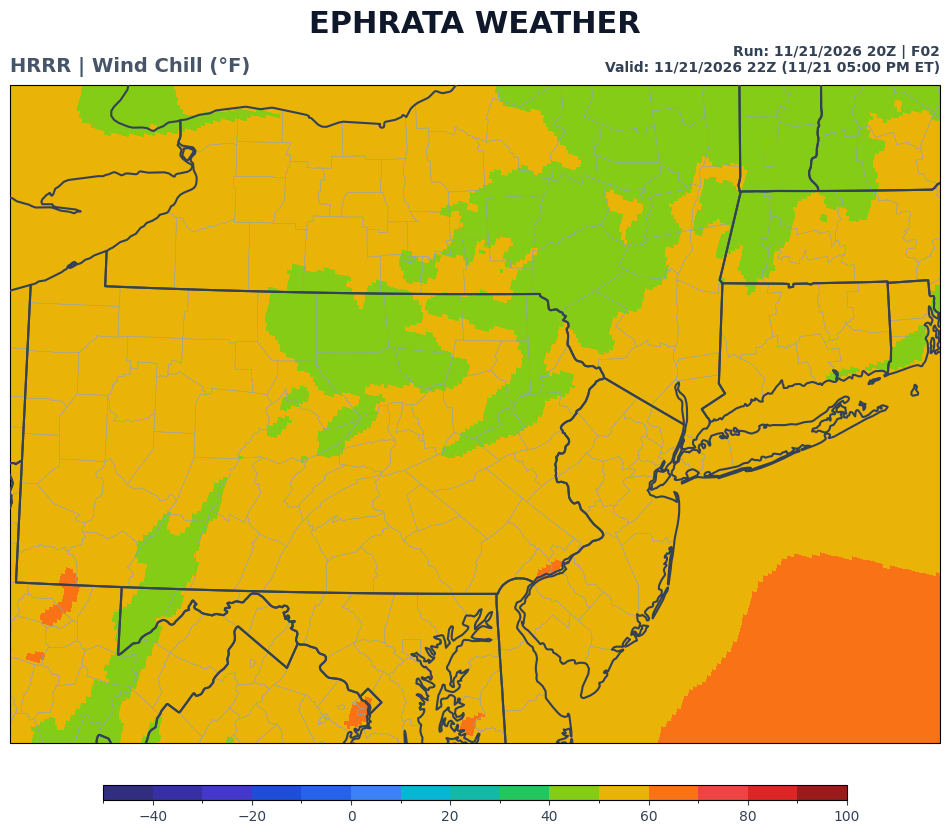 EPHRATA WEATHER
HRRR | Wind Chill (°F)
Run: 11/21/2026 20Z | F02
Valid: 11/21/2026 22Z (11/21 05:00 PM ET)
−40 −20 0 20 40 60 80 100